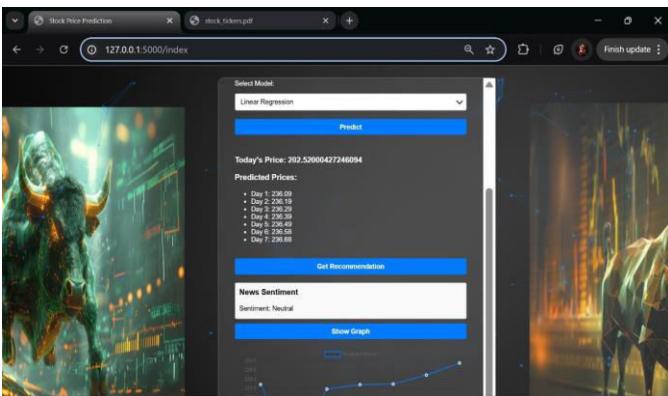 Stock Price Prediction
stock_tickers.pdf
127.0.0.1:5000/index
Finish update
Select Model:
Linear Regression
Predict
Today's Price: 202.52000427246094
Predicted Prices:
Day 1: 236.09
Day 2: 236.19
Day 3: 236.29
Day 4: 236.39
Day 5: 236.49
Day 6: 236.58
Day 7: 236.68
Get Recommendation
News Sentiment
Sentiment: Neutral
Show Graph